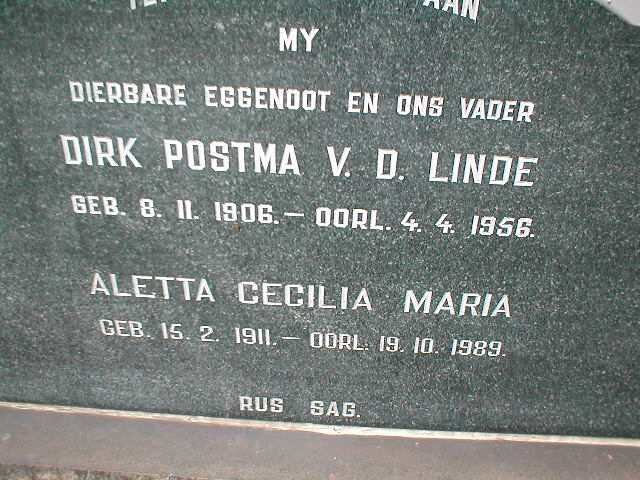 AAN
MY
DIERBARE EGGENOOT EN ONS VADER
DIRK POSTMA V. D. LINDE
GEB. 8. 11. 1906. — OORL. 4. 4. 1956.
ALETTA CECILIA MARIA
GEB. 15. 2. 1911. — OORL. 19. 10. 1989.
RUS SAG.